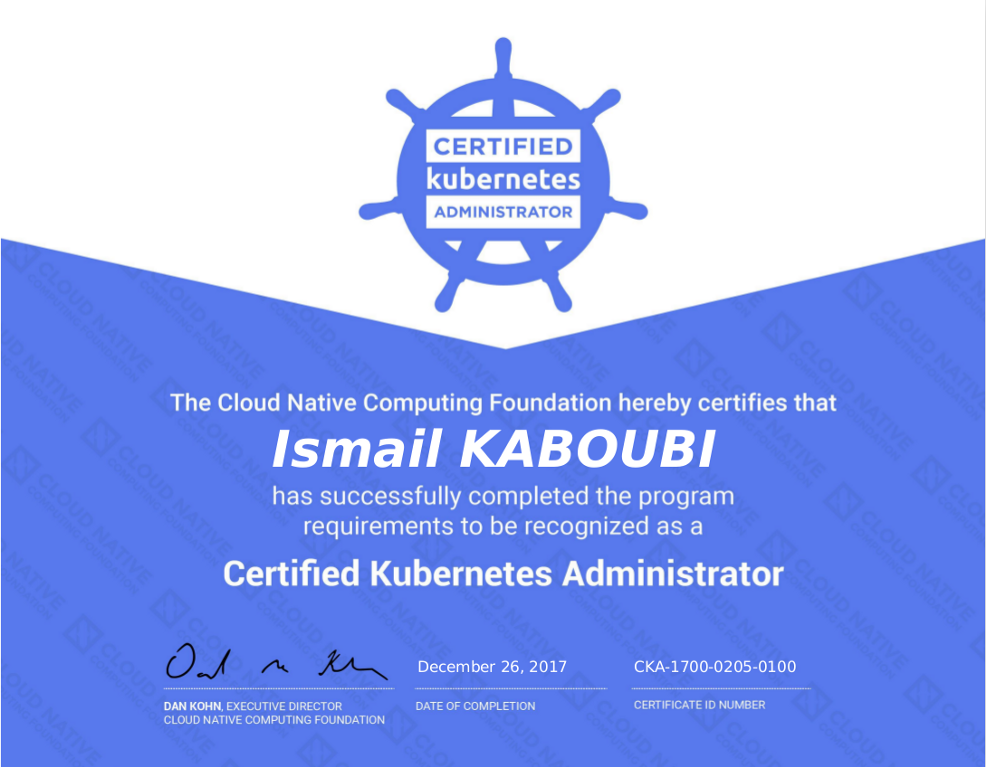 CERTIFIED
kubernetes
ADMINISTRATOR
The Cloud Native Computing Foundation hereby certifies that
Ismail KABOUBI
has successfully completed the program
requirements to be recognized as a
Certified Kubernetes Administrator
December 26, 2017
CKA-1700-0205-0100
DAN KOHN, EXECUTIVE DIRECTOR
CLOUD NATIVE COMPUTING FOUNDATION
DATE OF COMPLETION
CERTIFICATE ID NUMBER